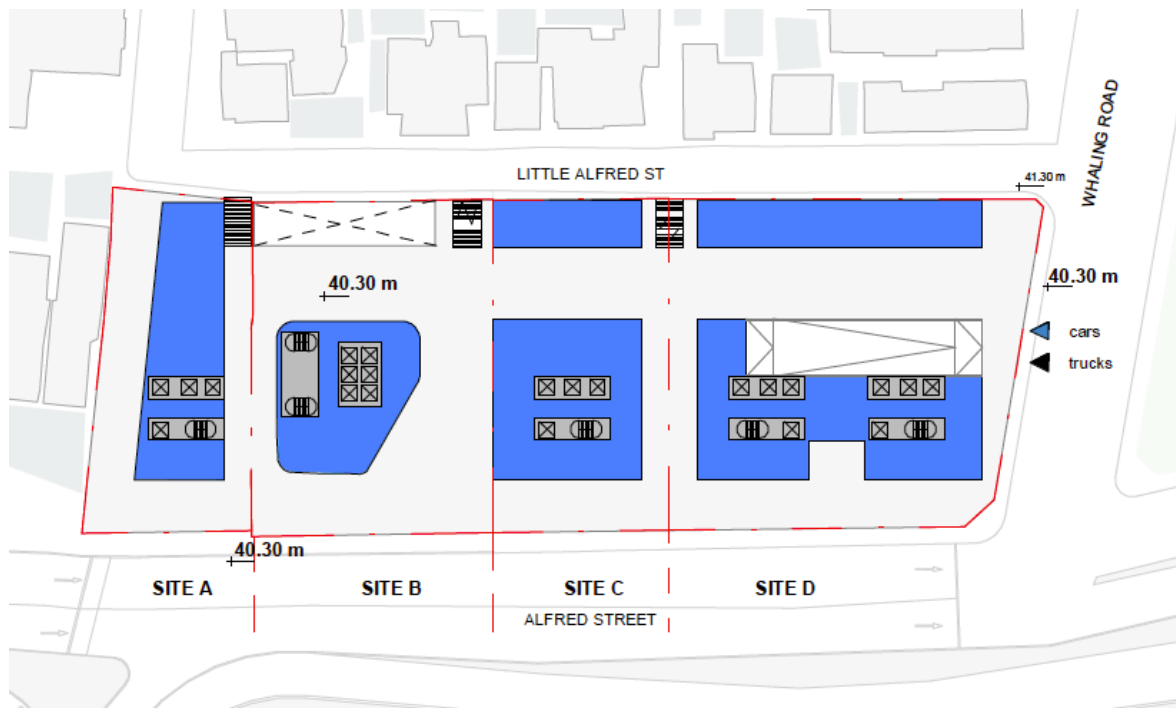 LITTLE ALFRED ST
WHALING ROAD
41.30 m
40.30 m
40.30 m
cars
trucks
40.30 m
SITE A
SITE B
SITE C
SITE D
ALFRED STREET